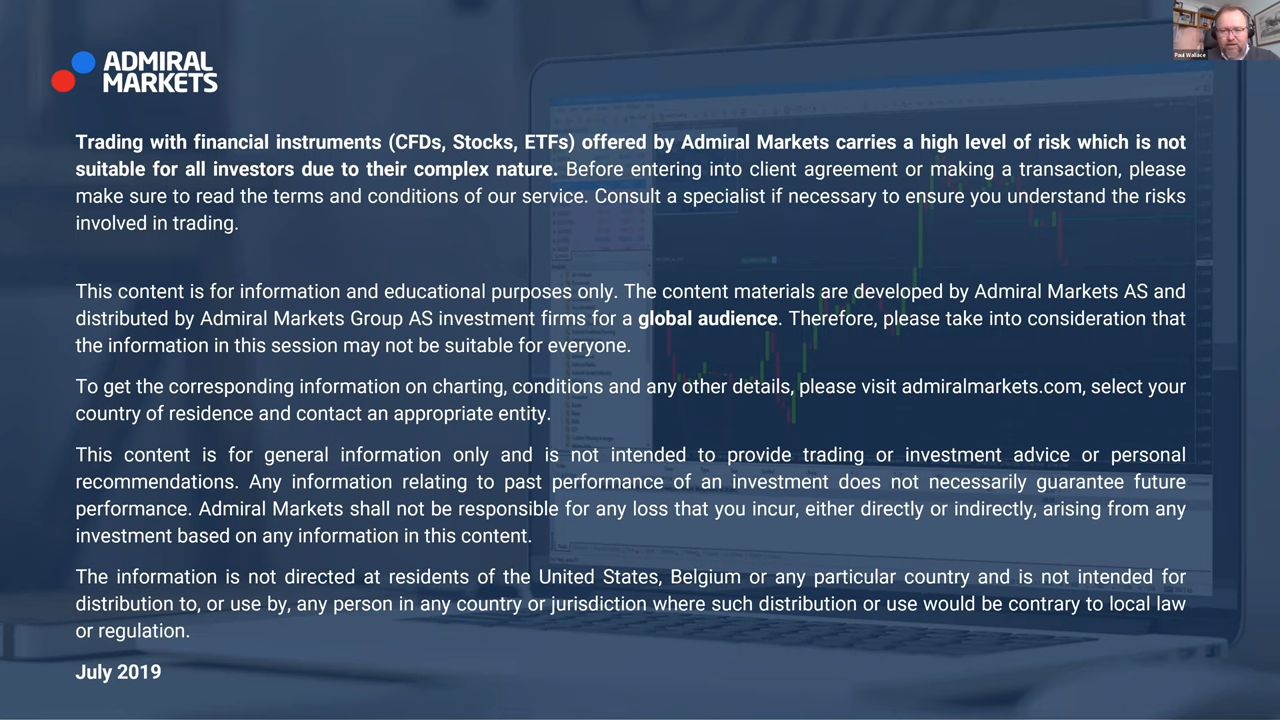 Paul Wallace
ADMIRAL
MARKETS
Trading with financial instruments (CFDs, Stocks, ETFs) offered by Admiral Markets carries a high level of risk which is not
suitable for all investors due to their complex nature. Before entering into client agreement or making a transaction, please
make sure to read the terms and conditions of our service. Consult a specialist if necessary to ensure you understand the risks
involved in trading.
This content is for information and educational purposes only. The content materials are developed by Admiral Markets AS and
distributed by Admiral Markets Group AS investment firms for a global audience. Therefore, please take into consideration that
the information in this session may not be suitable for everyone.
To get the corresponding information on charting, conditions and any other details, please visit admiralmarkets.com, select your
country of residence and contact an appropriate entity.
This content is for general information only and is not intended to provide trading or investment advice or personal
recommendations. Any information relating to past performance of an investment does not necessarily guarantee future
performance. Admiral Markets shall not be responsible for any loss that you incur, either directly or indirectly, arising from any
investment based on any information in this content.
The information is not directed at residents of the United States, Belgium or any particular country and is not intended for
distribution to, or use by, any person in any country or jurisdiction where such distribution or use would be contrary to local law
or regulation.
July 2019